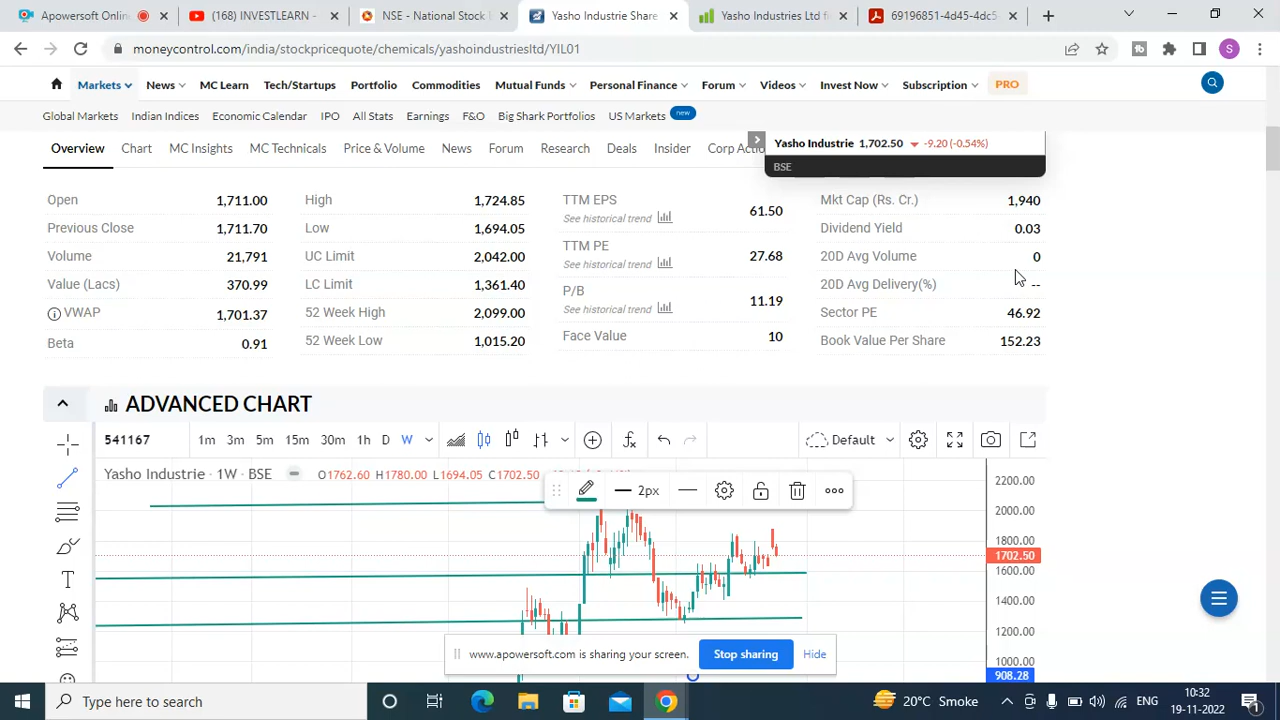 Apowersoft Onlin
(168) INVESTLEARN -
NSE - National Stock
Yasho Industrie Share
Yasho Industries Ltd fi
69196851-4d45-4dc5-
moneycontrol.com/india/stockpricequote/chemicals/yashoindustriesltd/YIL01
S
Markets
News
MC Learn
Tech/Startups
Portfolio
Commodities
Mutual Funds
Personal Finance
Forum
Videos
Invest Now
Subscription
PRO
Global Markets
Indian Indices
Economic Calendar
IPO
All Stats
Earnings
F&O
Big Shark Portfolios
US Markets
new
Overview
Chart
MC Insights
MC Technicals
Price & Volume
News
Forum
Research
Deals
Insider
Corp Actio
Yasho Industrie 1,702.50 -9.20 (-0.54%)
BSE
Open 1,711.00
Previous Close 1,711.70
Volume 21,791
Value (Lacs) 370.99
VWAP 1,701.37
Beta 0.91
High 1,724.85
Low 1,694.05
UC Limit 2,042.00
LC Limit 1,361.40
52 Week High 2,099.00
52 Week Low 1,015.20
TTM EPS 61.50
See historical trend
TTM PE 27.68
See historical trend
P/B 11.19
See historical trend
Face Value 10
Mkt Cap (Rs. Cr.) 1,940
Dividend Yield 0.03
20D Avg Volume 0
20D Avg Delivery(%) --
Sector PE 46.92
Book Value Per Share 152.23
ADVANCED CHART
541167
1m 3m 5m 15m 30m 1h D W
Default
Yasho Industrie · 1W · BSE
O1762.60 H1780.00 L1694.05 C1702.50
2px
2200.00
2000.00
1800.00
1702.50
1600.00
1400.00
1200.00
1000.00
908.28
T
www.apowersoft.com is sharing your screen.
Stop sharing
Hide
Type here to search
20°C Smoke
ENG
10:32
19-11-2022
1